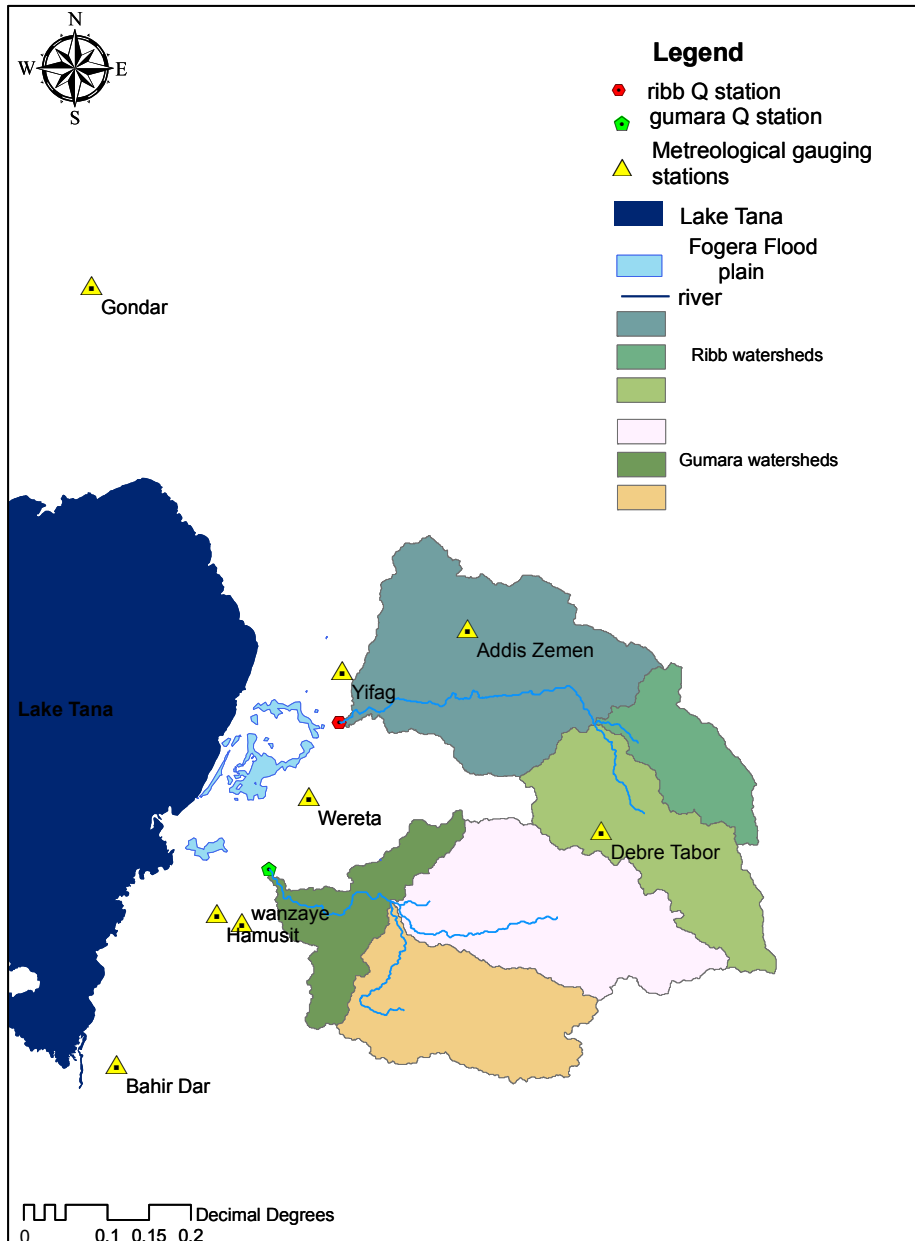 N
W E
S
Legend
ribb Q station
gumara Q station
Metreological gauging
stations
Lake Tana
Fogera Flood
plain
river
Ribb watersheds
Gumara watersheds
Gondar
Addis Zemen
Yifag
Lake Tana
Wereta
Debre Tabor
wanzaye
Hamusit
Bahir Dar
Decimal Degrees
0 0.1 0.15 0.2